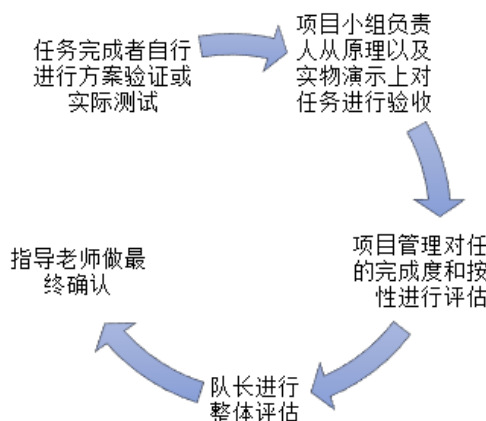 任务完成者自行
进行方案验证或
实际测试
项目小组负责
人从原理以及
实物演示上对
任务进行验收
项目管理对任
的完成度和按
性进行评估
队长进行
整体评估
指导老师做最
终确认